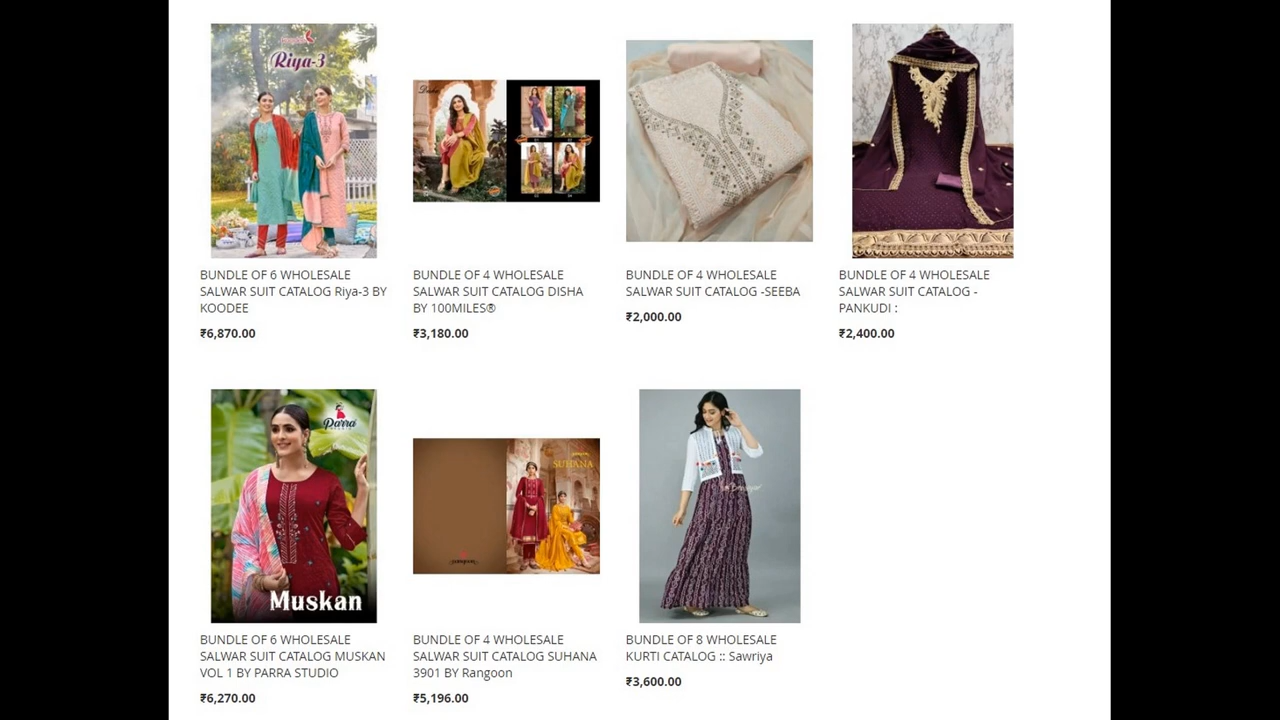 Riya-3
BUNDLE OF 6 WHOLESALE
SALWAR SUIT CATALOG Riya-3 BY
KOODEE
₹6,870.00
Disha
BUNDLE OF 4 WHOLESALE
SALWAR SUIT CATALOG DISHA
BY 100MILES®
₹3,180.00
BUNDLE OF 4 WHOLESALE
SALWAR SUIT CATALOG -SEEBA
₹2,000.00
BUNDLE OF 4 WHOLESALE
SALWAR SUIT CATALOG -
PANKUDI :
₹2,400.00
Parra
Muskan
BUNDLE OF 6 WHOLESALE
SALWAR SUIT CATALOG MUSKAN
VOL 1 BY PARRA STUDIO
₹6,270.00
SUHANA
BUNDLE OF 4 WHOLESALE
SALWAR SUIT CATALOG SUHANA
3901 BY Rangoon
₹5,196.00
BUNDLE OF 8 WHOLESALE
KURTI CATALOG :: Sawriya
₹3,600.00